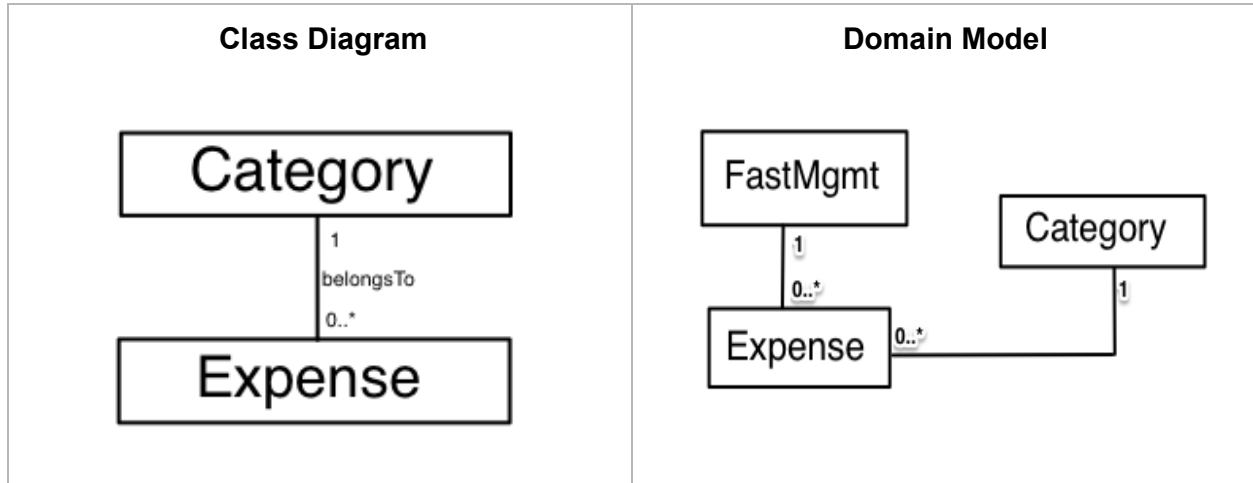 Class Diagram
Category
1
belongsTo
0..*
Expense
Domain Model
FastMgmt
1
0..*
Expense
0..*
Category
1